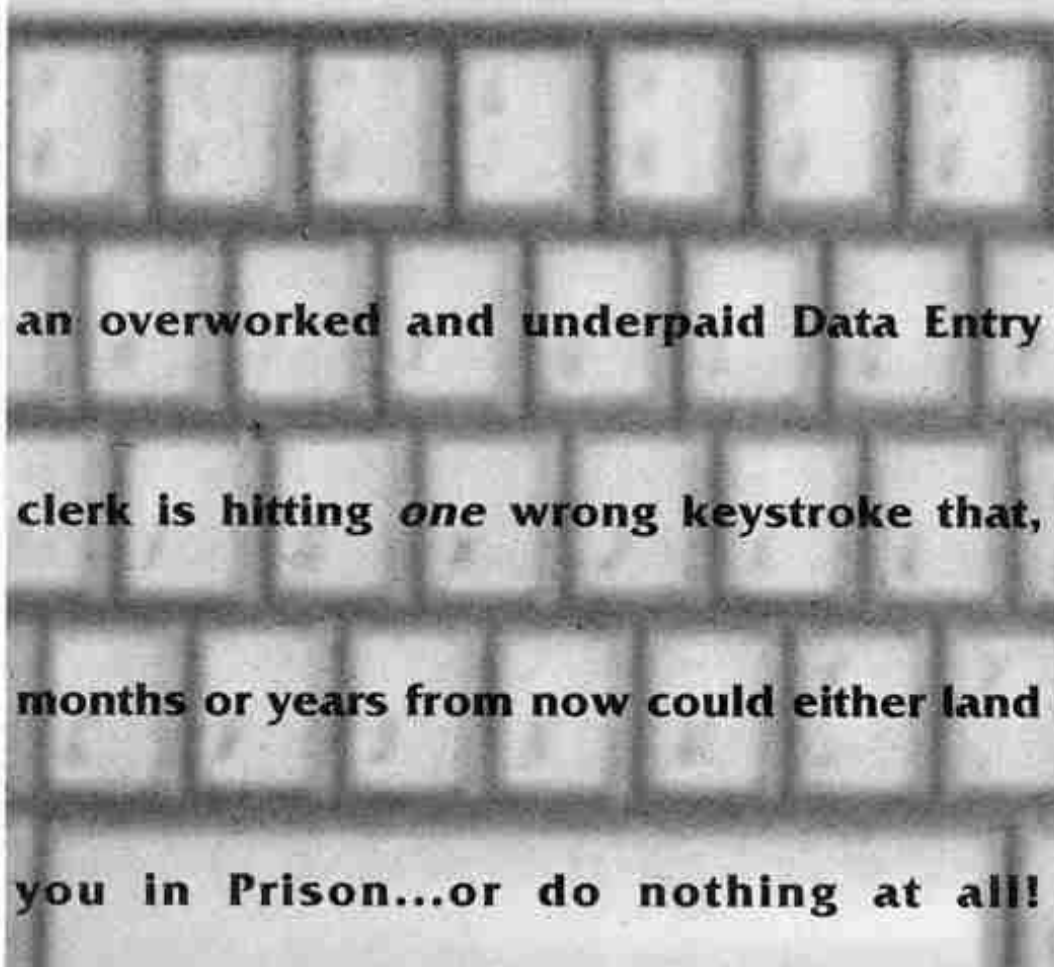 an overworked and underpaid Data Entry
clerk is hitting one wrong keystroke that,
months or years from now could either land
you in Prison...or do nothing at all!